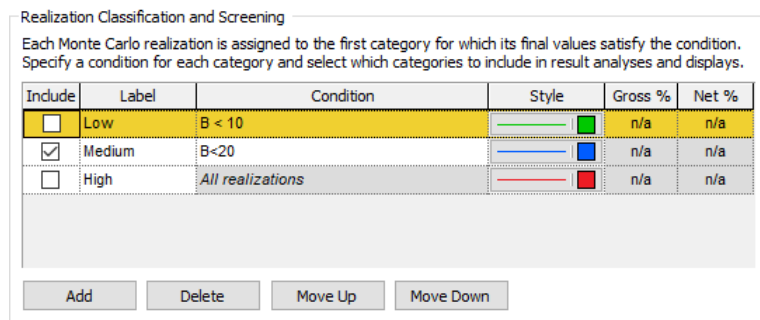 Realization Classification and Screening
Each Monte Carlo realization is assigned to the first category for which its final values satisfy the condition.
Specify a condition for each category and select which categories to include in result analyses and displays.
Include Label Condition Style Gross % Net %
Low B < 10 n/a n/a
Medium B<20 n/a n/a
High All realizations n/a n/a
Add Delete Move Up Move Down